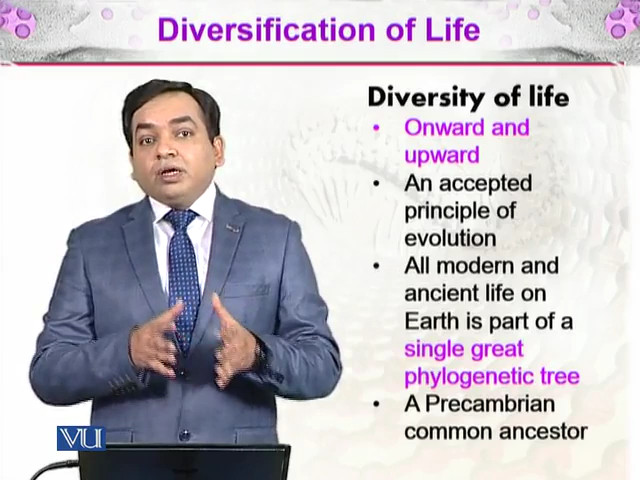 Diversification of Life
Diversity of life
• Onward and
upward
• An accepted
principle of
evolution
• All modern and
ancient life on
Earth is part of a
single great
phylogenetic tree
• A Precambrian
common ancestor
VU